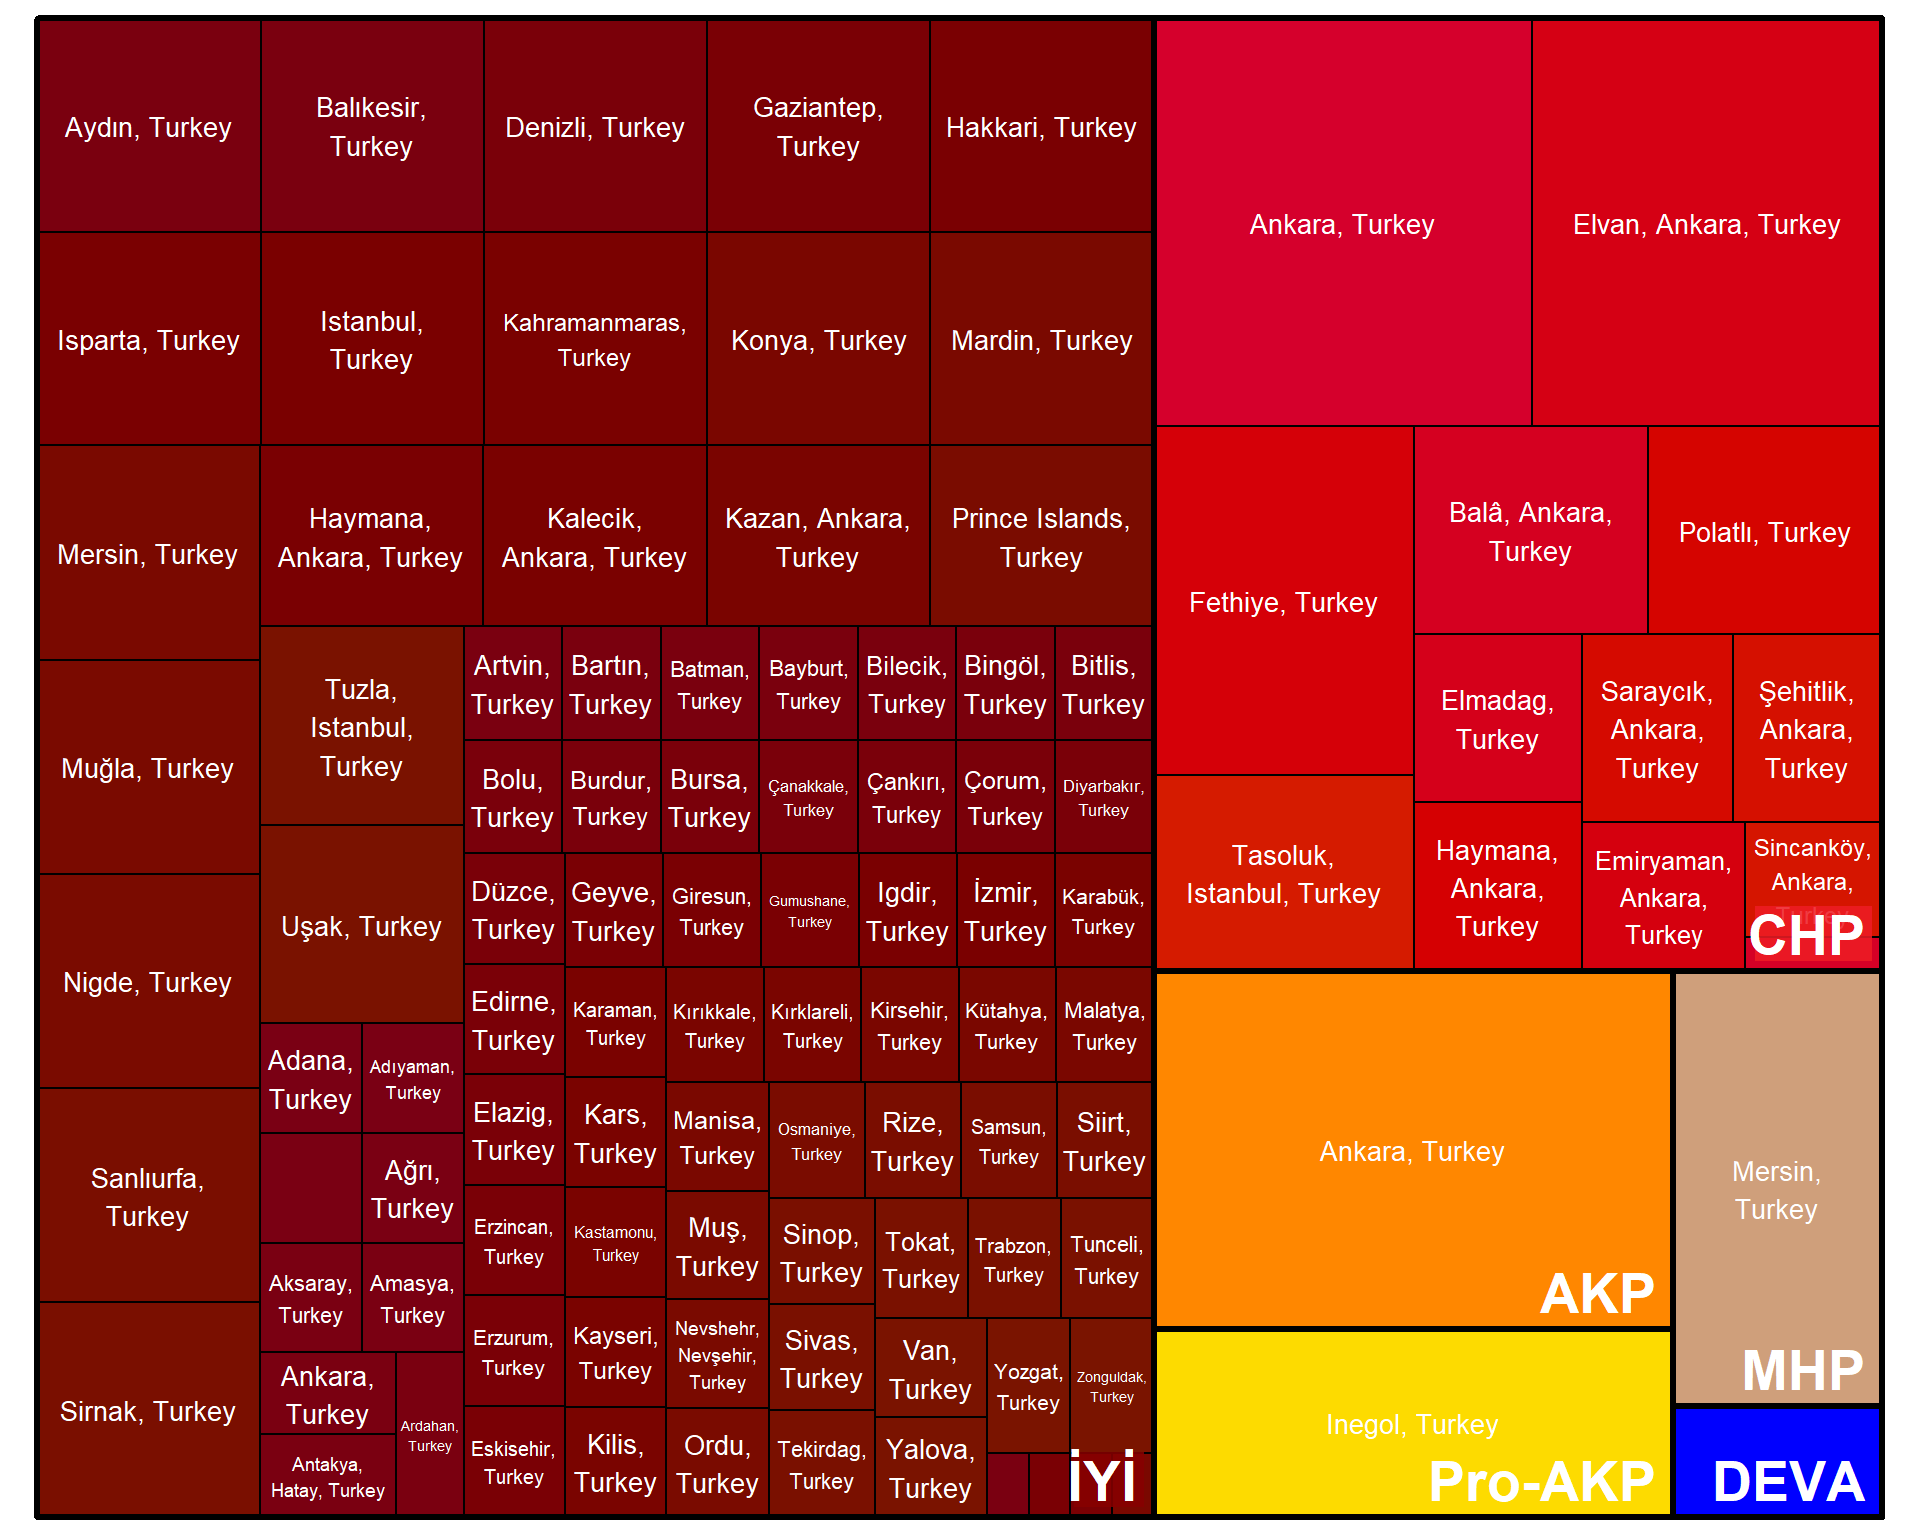 Aydın, Turkey
Balıkesir,
Turkey
Denizli, Turkey
Gaziantep,
Turkey
Hakkari, Turkey
Isparta, Turkey
Istanbul,
Turkey
Kahramanmaras,
Turkey
Konya, Turkey
Mardin, Turkey
Mersin, Turkey
Haymana,
Ankara, Turkey
Kalecik,
Ankara, Turkey
Kazan, Ankara,
Turkey
Prince Islands,
Turkey
Muğla, Turkey
Nigde, Turkey
Sanlıurfa,
Turkey
Sirnak, Turkey
Tuzla,
Istanbul,
Turkey
Uşak, Turkey
Adana,
Turkey
Adıyaman,
Turkey
Ağrı,
Turkey
Aksaray,
Turkey
Amasya,
Turkey
Ankara,
Turkey
Antakya,
Hatay, Turkey
Ardahan,
Turkey
Artvin,
Turkey
Bartın,
Turkey
Batman,
Turkey
Bayburt,
Turkey
Bilecik,
Turkey
Bingöl,
Turkey
Bitlis,
Turkey
Bolu,
Turkey
Burdur,
Turkey
Bursa,
Turkey
Çanakkale,
Turkey
Çankırı,
Turkey
Çorum,
Turkey
Diyarbakır,
Turkey
Düzce,
Turkey
Geyve,
Turkey
Giresun,
Turkey
Gumushane,
Turkey
Igdir,
Turkey
İzmir,
Turkey
Karabük,
Turkey
Edirne,
Turkey
Karaman,
Turkey
Kırıkkale,
Turkey
Kırklareli,
Turkey
Kirsehir,
Turkey
Kütahya,
Turkey
Malatya,
Turkey
Elazig,
Turkey
Kars,
Turkey
Manisa,
Turkey
Osmaniye,
Turkey
Rize,
Turkey
Samsun,
Turkey
Siirt,
Turkey
Erzincan,
Turkey
Kastamonu,
Turkey
Muş,
Turkey
Sinop,
Turkey
Tokat,
Turkey
Trabzon,
Turkey
Tunceli,
Turkey
Erzurum,
Turkey
Kayseri,
Turkey
Nevshehr,
Nevşehir,
Turkey
Sivas,
Turkey
Van,
Turkey
Yozgat,
Turkey
Zonguldak,
Turkey
Eskisehir,
Turkey
Kilis,
Turkey
Ordu,
Turkey
Tekirdag,
Turkey
Yalova,
Turkey
İYİ
Ankara, Turkey
Elvan, Ankara, Turkey
Fethiye, Turkey
Balâ, Ankara,
Turkey
Polatlı, Turkey
Elmadag,
Turkey
Saraycık,
Ankara,
Turkey
Şehitlik,
Ankara,
Turkey
Tasoluk,
Istanbul, Turkey
Haymana,
Ankara,
Turkey
Emiryaman,
Ankara,
Turkey
Sincanköy,
Ankara,
Turkey
CHP
Ankara, Turkey
AKP
Mersin,
Turkey
MHP
Inegol, Turkey
Pro-AKP
DEVA